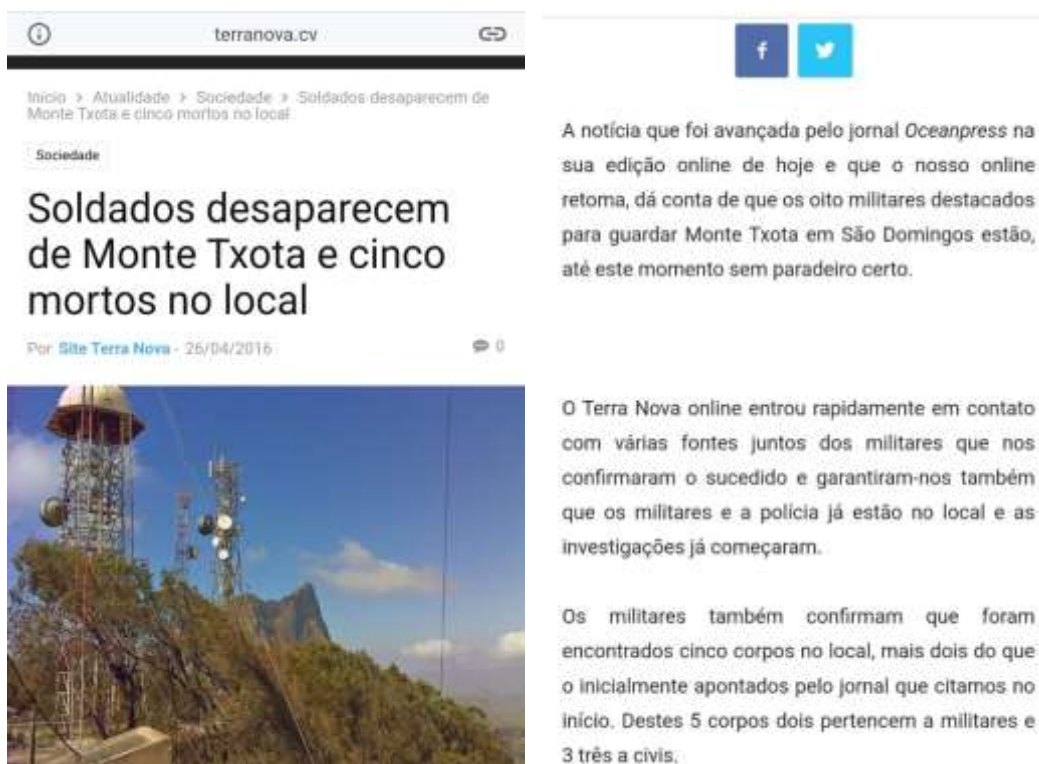 terranova.cv
Início > Atualidade > Sociedade > Soldados desaparecem de
Monte Txota e cinco mortos no local
Sociedade
Soldados desaparecem
de Monte Txota e cinco
mortos no local
Por Site Terra Nova - 26/04/2016
0
f
A notícia que foi avançada pelo jornal Oceanpress na
sua edição online de hoje e que o nosso online
retoma, dá conta de que os oito militares destacados
para guardar Monte Txota em São Domingos estão,
até este momento sem paradeiro certo.
O Terra Nova online entrou rapidamente em contato
com várias fontes juntos dos militares que nos
confirmaram o sucedido e garantiram-nos também
que os militares e a polícia já estão no local e as
investigações já começaram.
Os militares também confirmam que foram
encontrados cinco corpos no local, mais dois do que
o inicialmente apontados pelo jornal que citamos no
início. Destes 5 corpos dois pertencem a militares e
3 três a civis.